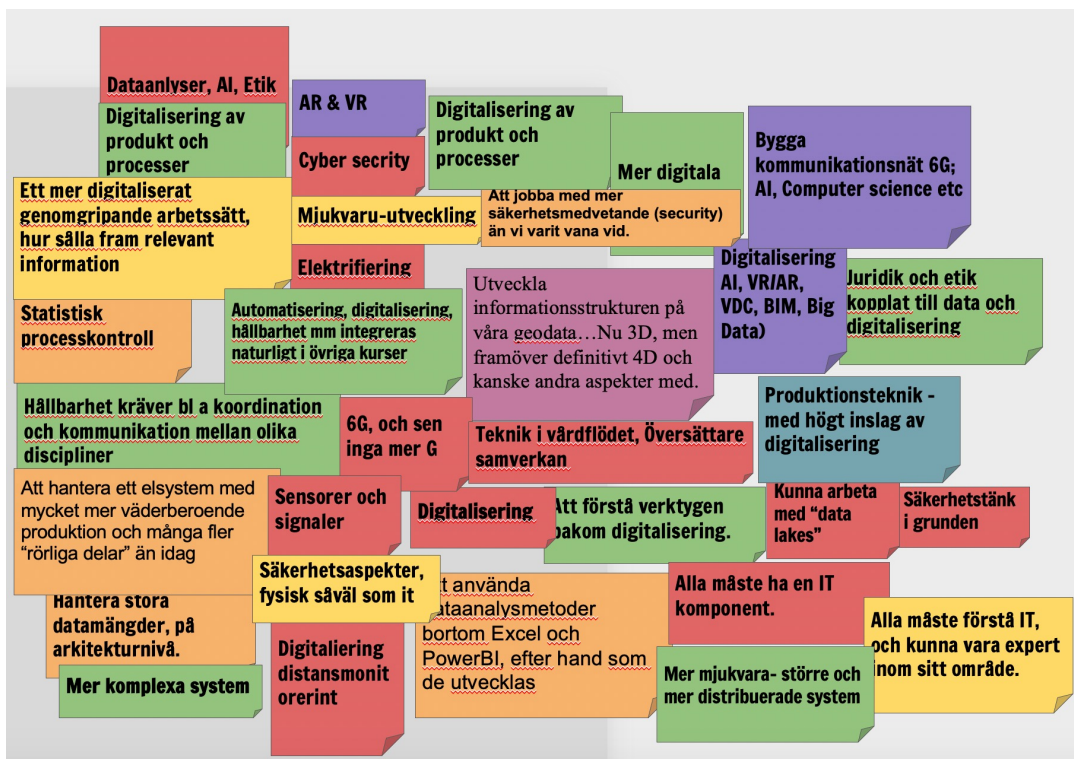 Dataanlyser, AI, Etik
Digitalisering av
produkt och
processer
AR & VR
Cyber secrity
Digitalisering av
produkt och
processer
Mer digitala
Bygga
kommunikationsnät 6G;
AI, Computer science etc
Ett mer digitaliserat
genomgripande arbetssätt,
hur sålla fram relevant
information
Mjukvaru-utveckling
Att jobba med mer
säkerhetsmedvetande (security)
än vi varit vana vid.
Elektrifiering
Digitalisering
AI, VR/AR,
VDC, BIM, Big
Data)
Juridik och etik
kopplat till data och
digitalisering
Statistisk
processkontroll
Automatisering, digitalisering,
hållbarhet mm integreras
naturligt i övriga kurser
Utveckla
informationsstrukturen på
våra geodata…Nu 3D, men
framöver definitivt 4D och
kanske andra aspekter med.
Hållbarhet kräver bl a koordination
och kommunikation mellan olika
discipliner
6G, och sen
inga mer G
Teknik i vårdflödet, Översättare
samverkan
Produktionsteknik -
med högt inslag av
digitalisering
Att hantera ett elsystem med
mycket mer väderberoende
produktion och många fler
“rörliga delar” än idag
Sensorer och
signaler
Digitalisering
Att förstå verktygen
bakom digitalisering.
Kunna arbeta
med “data
lakes”
Säkerhetstänk
i grunden
Säkerhetsaspekter,
fysisk såväl som it
Hantera stora
datamängder, på
arkitekturnivå.
Mer komplexa system
Digitaliering
distansmonit
orerint
tt använda
ataanalysmetoder
bortom Excel och
PowerBI, efter hand som
de utvecklas
Alla måste ha en IT
komponent.
Mer mjukvara- större och
mer distribuerade system
Alla måste förstå IT,
och kunna vara expert
inom sitt område.